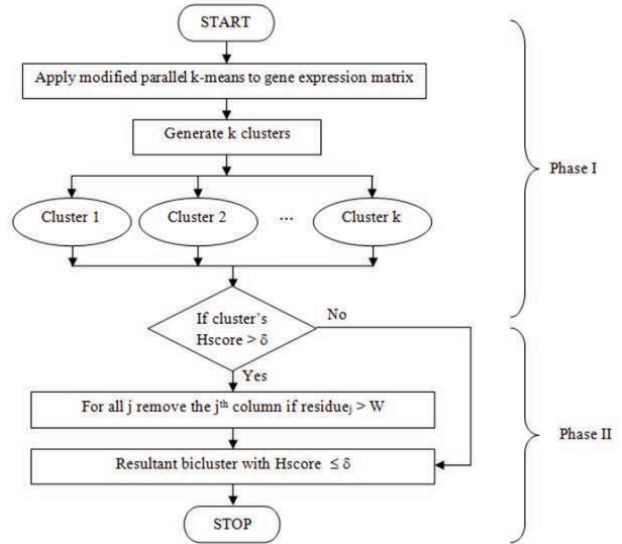 START
Apply modified parallel k-means to gene expression matrix
Generate k clusters
Phase I
Cluster 1
Cluster 2
...
Cluster k
If cluster's
Hscore > δ
No
Yes
For all j remove the jth column if residuej > W
Phase II
Resultant bicluster with Hscore ≤ δ
STOP